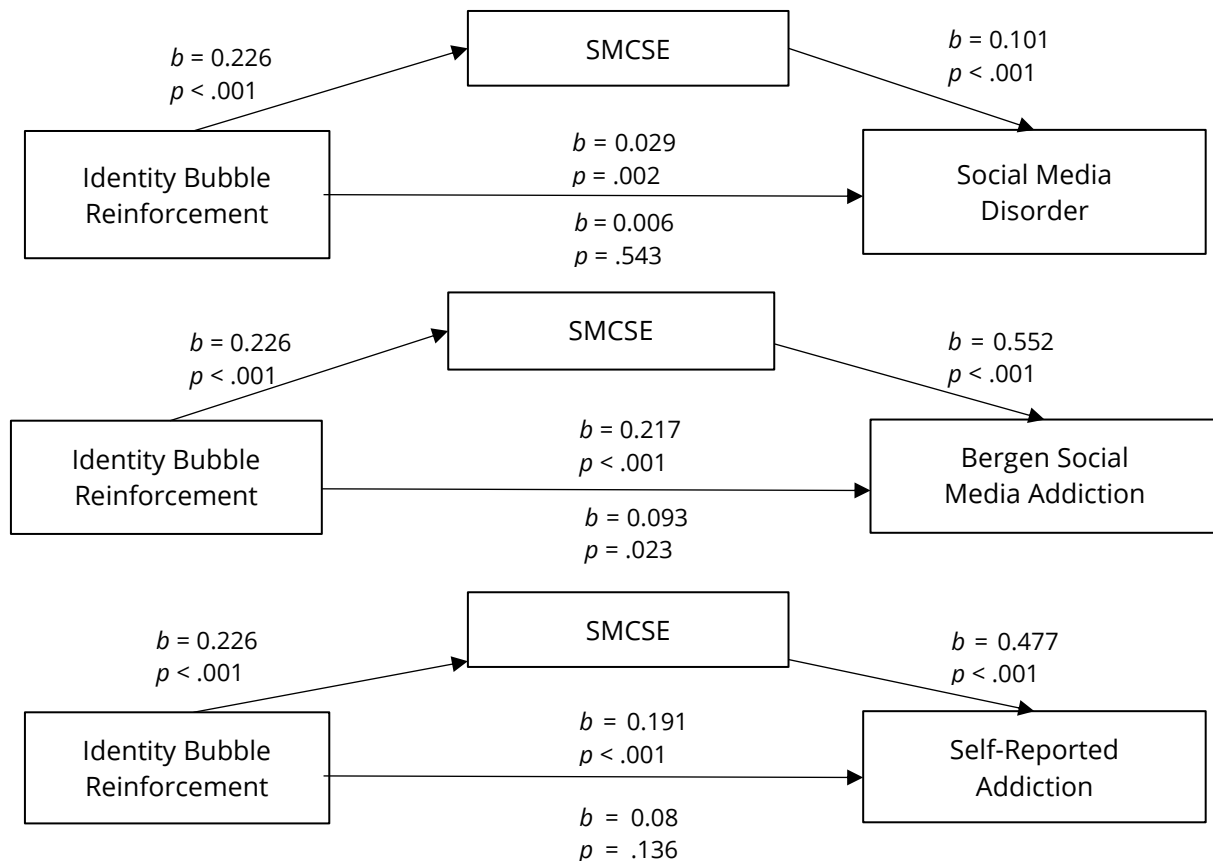 SMCSE
b = 0.226
p < .001
b = 0.101
p < .001
Identity Bubble
Reinforcement
b = 0.029
p = .002
b = 0.006
p = .543
Social Media
Disorder
SMCSE
b = 0.226
p < .001
b = 0.552
p < .001
Identity Bubble
Reinforcement
b = 0.217
p < .001
b = 0.093
p = .023
Bergen Social
Media Addiction
SMCSE
b = 0.226
p < .001
b = 0.477
p < .001
Identity Bubble
Reinforcement
b = 0.191
p < .001
b = 0.08
p = .136
Self-Reported
Addiction